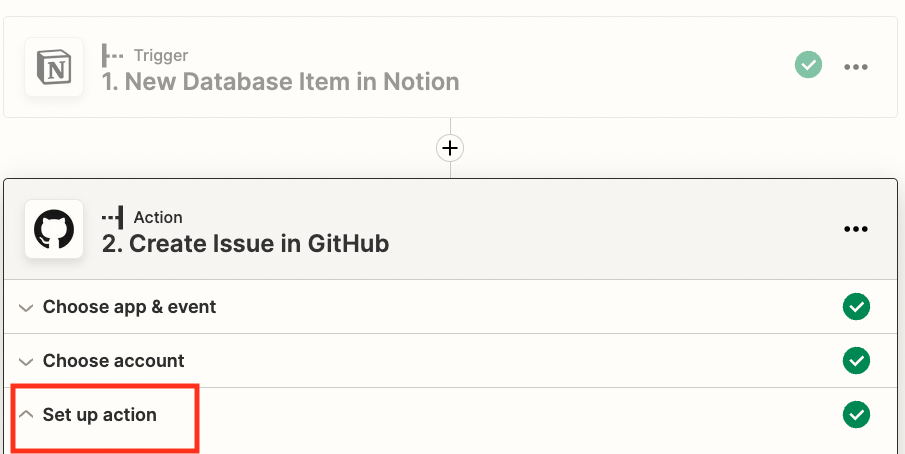 Trigger
1. New Database Item in Notion
Action
2. Create Issue in GitHub
Choose app & event
Choose account
Set up action